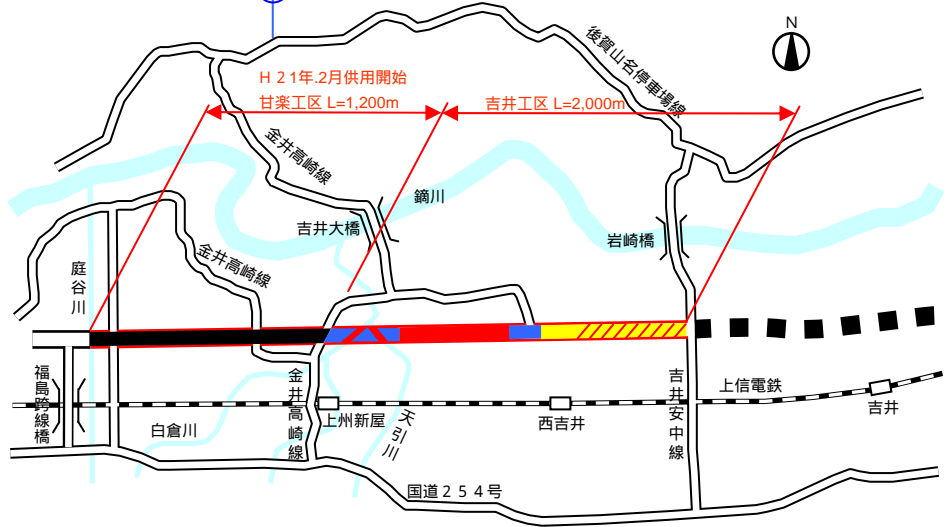 N
後賀山名停車場線
H21年.2月供用開始
甘楽工区 L=1,200m
吉井工区 L=2,000m
金井高崎線
鏑川
吉井大橋
岩崎橋
金井高崎線
庭谷川
福島跨線橋
金井高崎線
吉井安中線
上信電鉄
吉井
上州新屋
西吉井
天引川
白倉川
国道254号